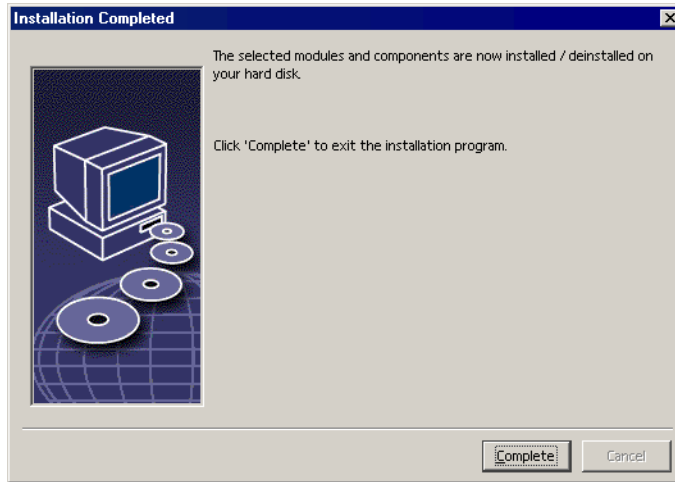 Installation Completed
The selected modules and components are now installed / deinstalled on
your hard disk.
Click 'Complete' to exit the installation program.
Complete
Cancel